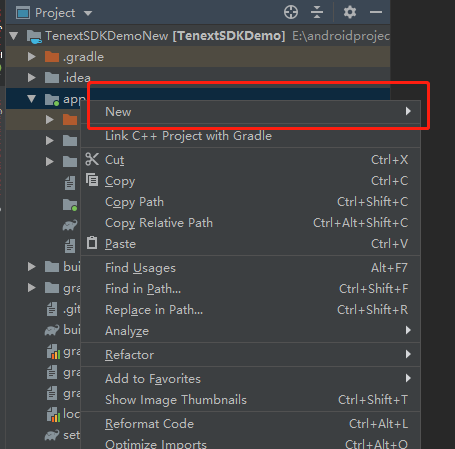 Project
TenextSDKDemoNew [TenextSDKDemo] E:\androidprojec
.gradle
.idea
app
New
Link C++ Project with Gradle
Cut Ctrl+X
Copy Ctrl+C
Copy Path Ctrl+Shift+C
Copy Relative Path Ctrl+Alt+Shift+C
Paste Ctrl+V
Find Usages Alt+F7
bui
Find in Path... Ctrl+Shift+F
gra
Replace in Path... Ctrl+Shift+R
.git
Analyze
bui
gra
Refactor
gra
Add to Favorites
gra
Show Image Thumbnails Ctrl+Shift+T
loc
Reformat Code Ctrl+Alt+L
set
Optimize Imports Ctrl+Alt+O